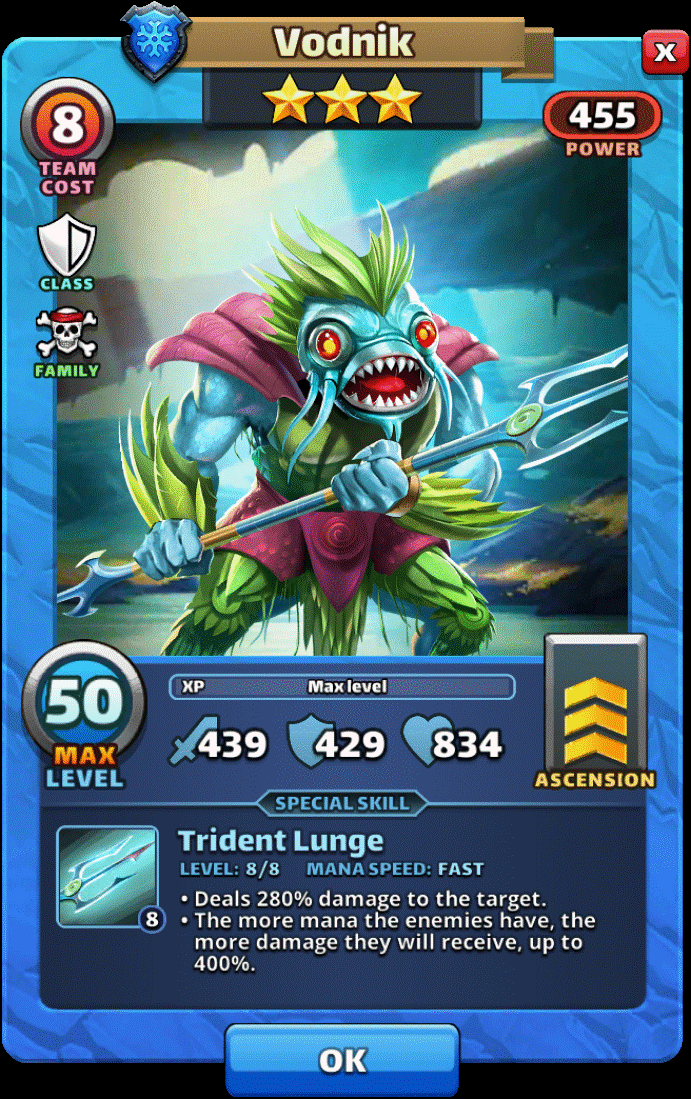 Vodnik
X
8
TEAM
COST
455
POWER
CLASS
FAMILY
50
MAX
LEVEL
XP Max level
439 429 834
ASCENSION
SPECIAL SKILL
Trident Lunge
LEVEL: 8/8 MANA SPEED: FAST
8
• Deals 280% damage to the target.
• The more mana the enemies have, the
more damage they will receive, up to
400%.
OK